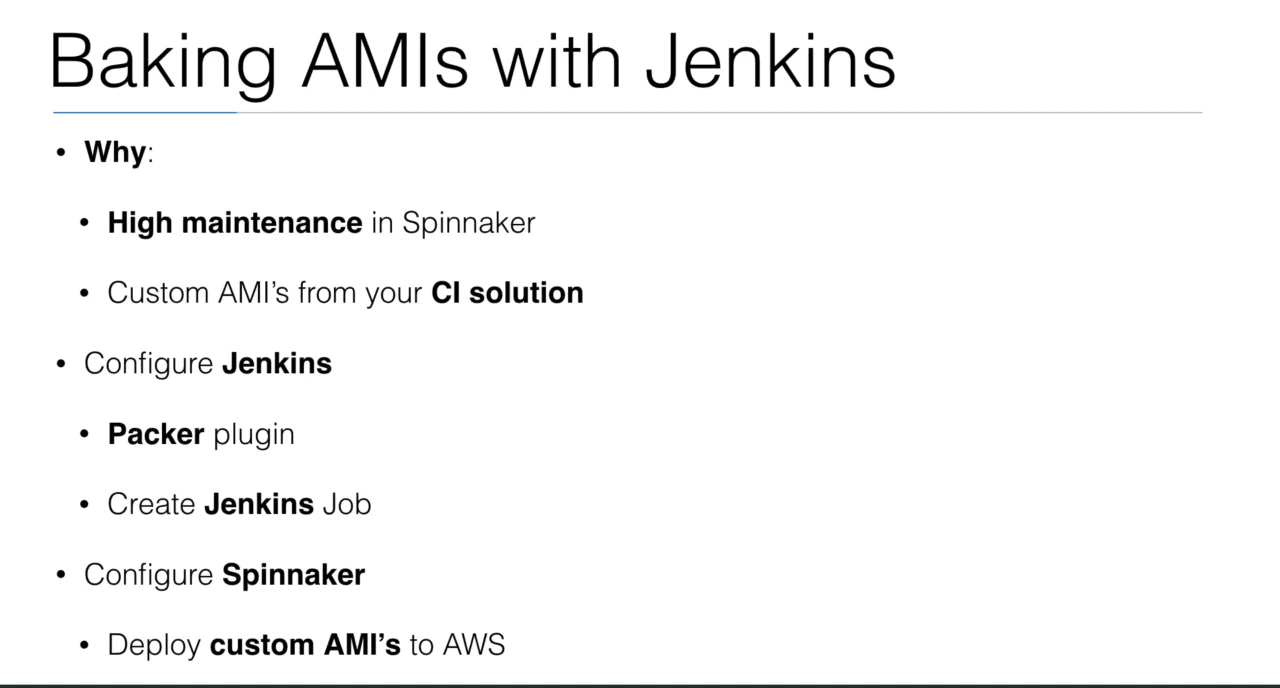 Baking AMIs with Jenkins
• Why:
• High maintenance in Spinnaker
• Custom AMI’s from your CI solution
• Configure Jenkins
• Packer plugin
• Create Jenkins Job
• Configure Spinnaker
• Deploy custom AMI’s to AWS